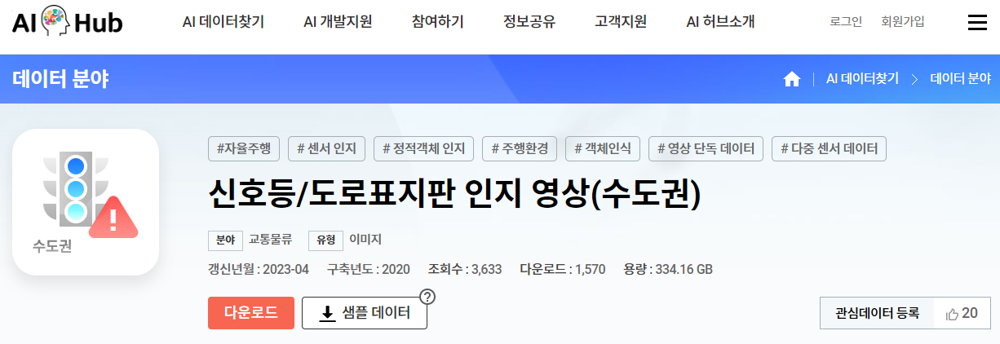 AI Hub
AI 데이터찾기 AI 개발지원 참여하기 정보공유 고객지원 AI 허브소개 로그인 회원가입
데이터 분야 AI 데이터찾기 데이터 분야
수도권
#자율주행 # 센서 인지 # 정적객체 인지 # 주행환경 # 객체인식 # 영상 단독 데이터 # 다중 센서 데이터
신호등/도로표지판 인지 영상(수도권)
분야 교통물류 유형 이미지
갱신년월 : 2023-04 구축년도 : 2020 조회수 : 3,633 다운로드 : 1,570 용량 : 334.16 GB
다운로드 샘플 데이터 ? 관심데이터 등록 20